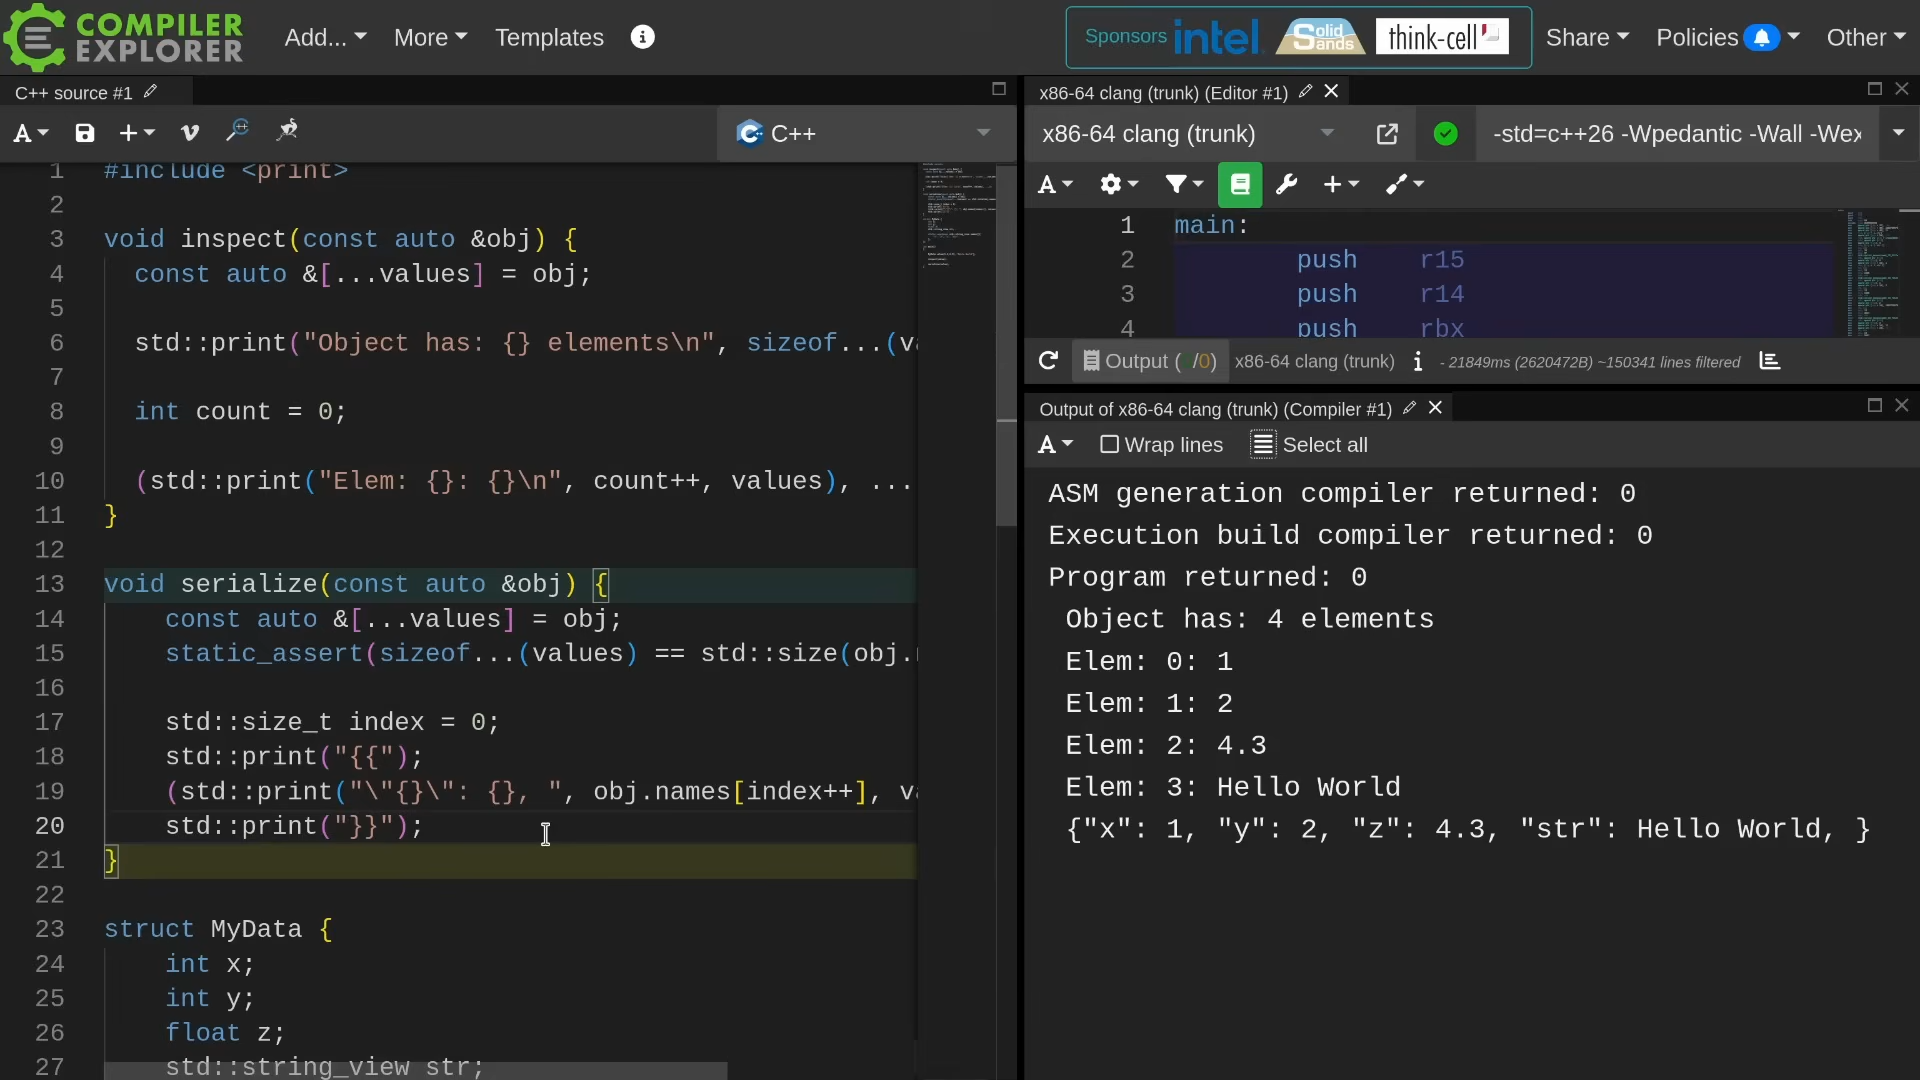 COMPILER
EXPLORER
Add...
More
Templates
Sponsors intel. Solid Sands think-cell
Share
Policies
Other
C++ source #1
A
C++
1 #include <print>
2
3 void inspect(const auto &obj) {
4 const auto &[...values] = obj;
5
6 std::print("Object has: {} elements\n", sizeof...(va
7
8 int count = 0;
9
10 (std::print("Elem: {}: {}\n", count++, values), ...
11 }
12
13 void serialize(const auto &obj) {
14 const auto &[...values] = obj;
15 static_assert(sizeof...(values) == std::size(obj.
16
17 std::size_t index = 0;
18 std::print("{{");
19 (std::print("\"{}\": {}, ", obj.names[index++], va
20 std::print("}}");
21 }
22
23 struct MyData {
24 int x;
25 int y;
26 float z;
27 std::string_view str;
x86-64 clang (trunk) (Editor #1)
x86-64 clang (trunk)
-std=c++26 -Wpedantic -Wall -Wex
A
1 main:
2 push r15
3 push r14
4 push rbx
Output ( /0) x86-64 clang (trunk) i - 21849ms (2620472B) ~150341 lines filtered
Output of x86-64 clang (trunk) (Compiler #1)
A Wrap lines Select all
ASM generation compiler returned: 0
Execution build compiler returned: 0
Program returned: 0
Object has: 4 elements
Elem: 0: 1
Elem: 1: 2
Elem: 2: 4.3
Elem: 3: Hello World
{"x": 1, "y": 2, "z": 4.3, "str": Hello World, }